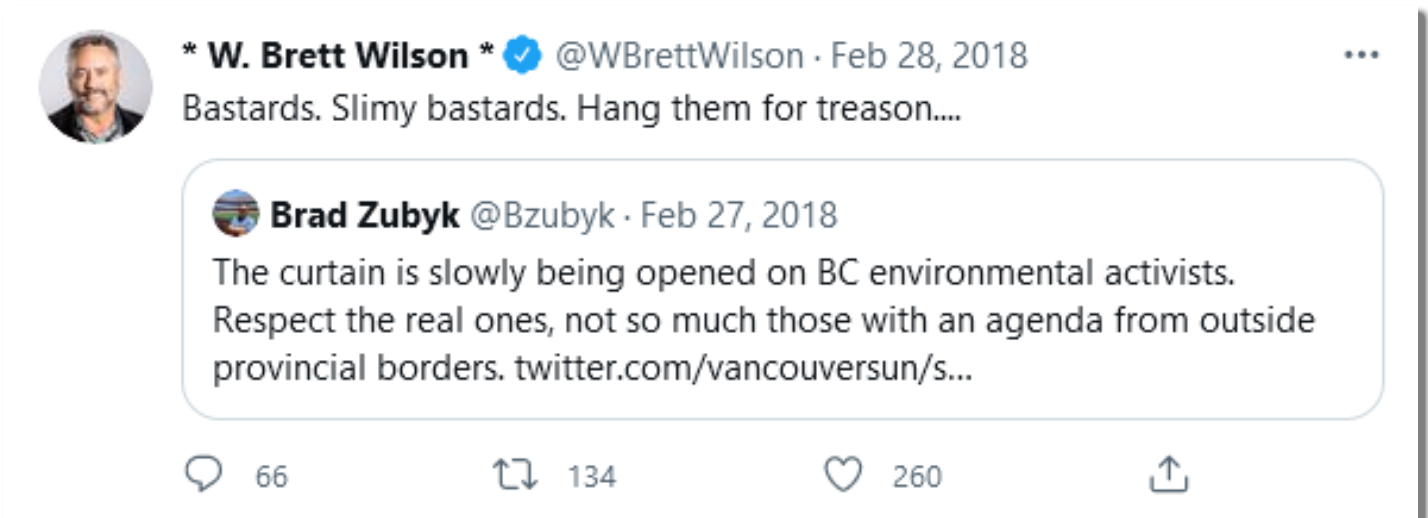 * W. Brett Wilson * @WBrettWilson · Feb 28, 2018
Bastards. Slimy bastards. Hang them for treason....
Brad Zubyk @Bzubyk · Feb 27, 2018
The curtain is slowly being opened on BC environmental activists.
Respect the real ones, not so much those with an agenda from outside
provincial borders. twitter.com/vancouversun/s...
66 134 260